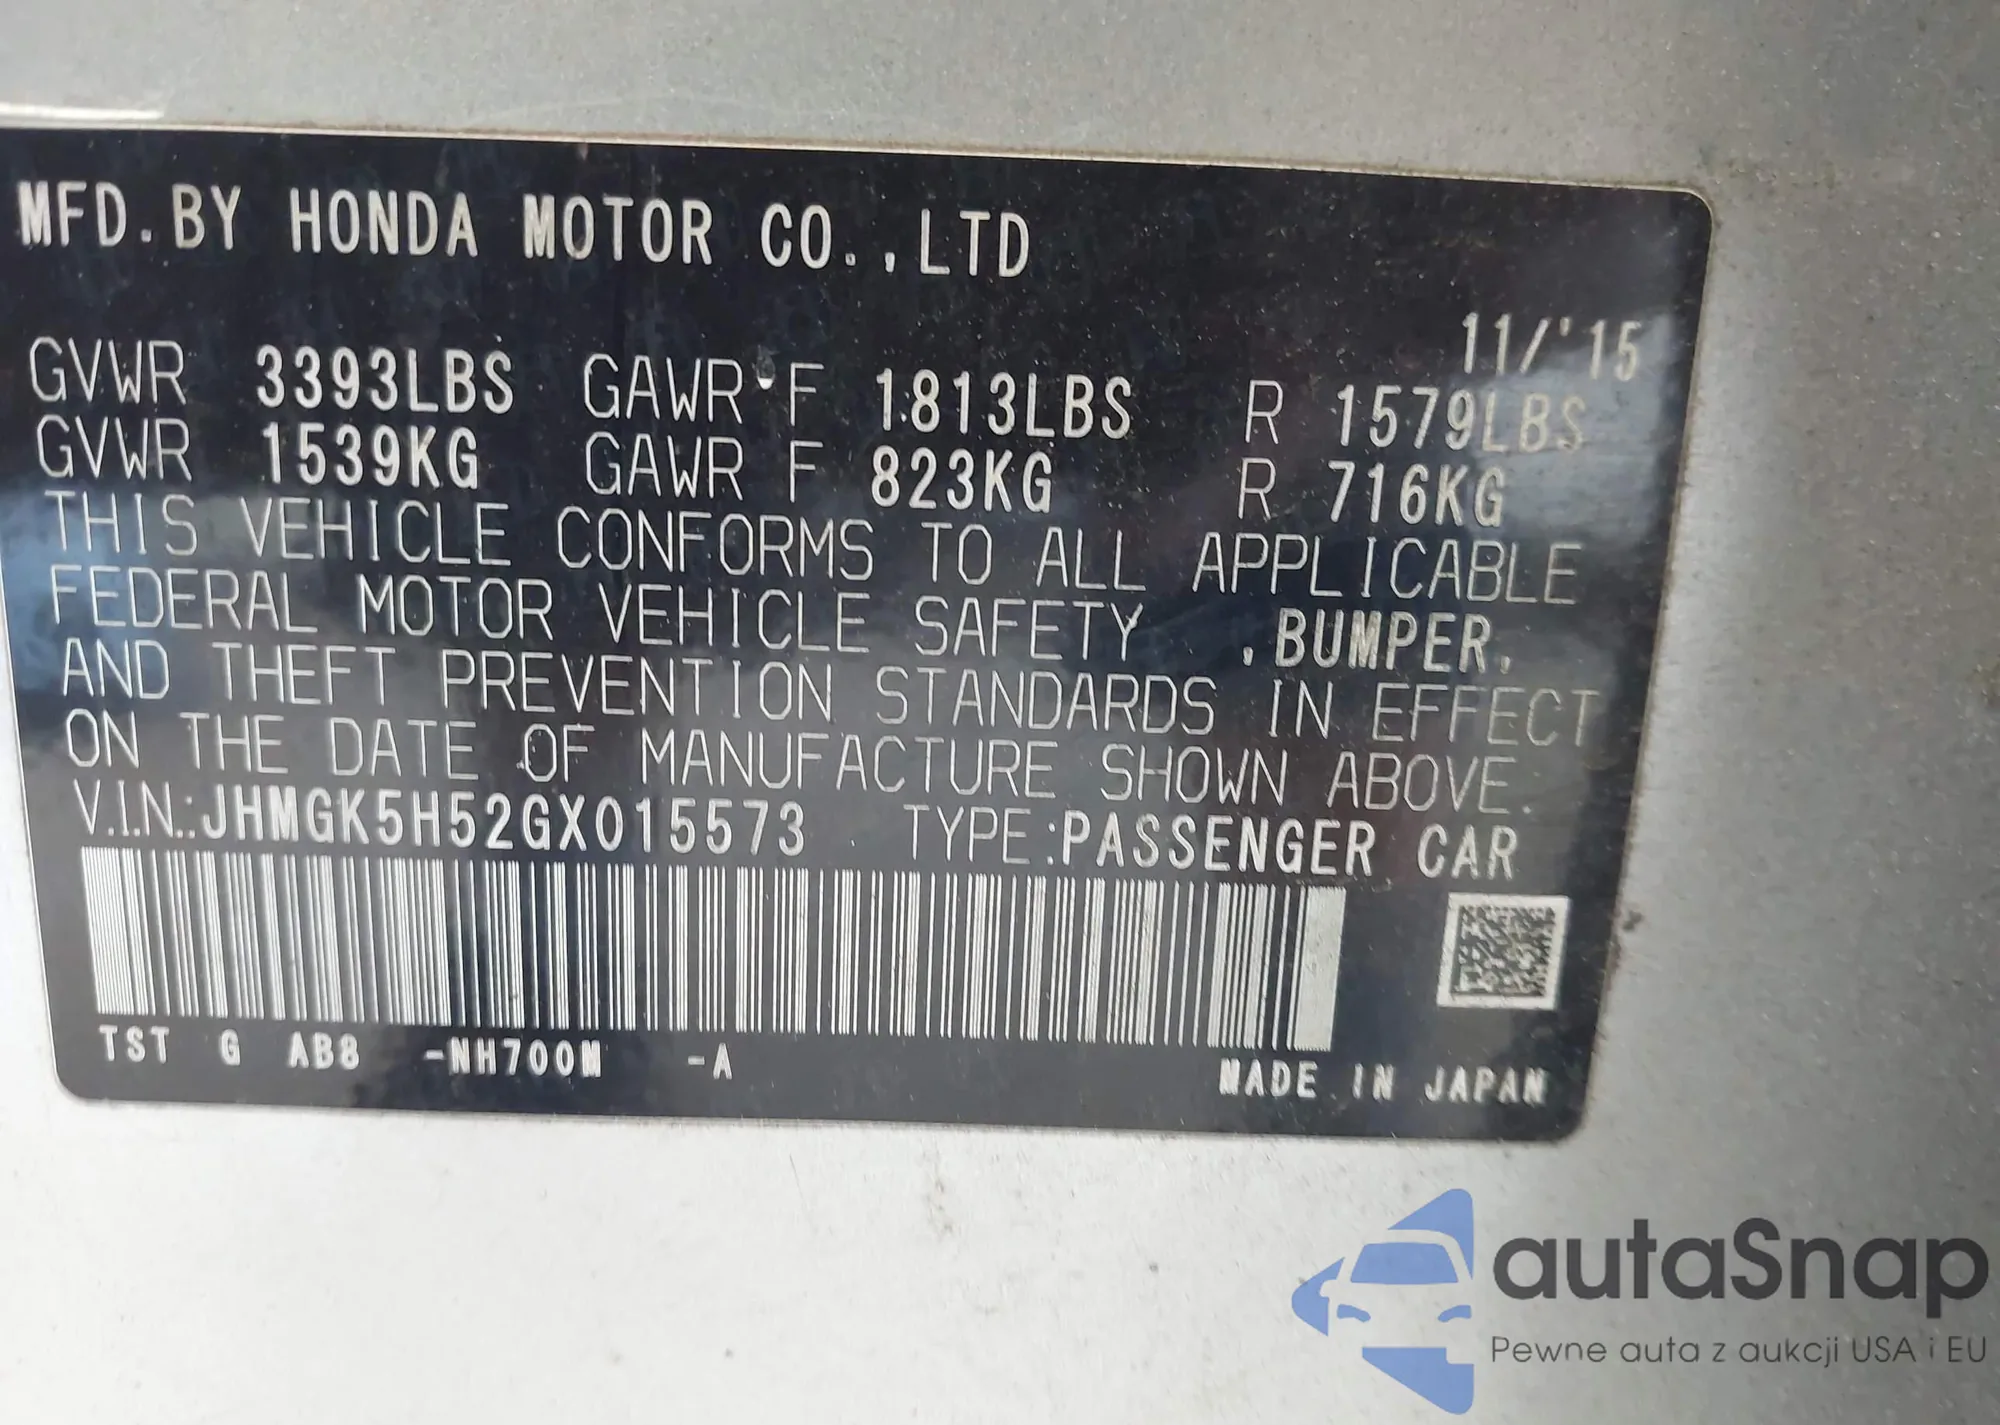 MFD. BY HONDA MOTOR CO., LTD
11/'15
GVWR 3393LBS GAWR F 1813LBS R 1579LBS
GVWR 1539KG GAWR F 823KG R 716KG
THIS VEHICLE CONFORMS TO ALL APPLICABLE
FEDERAL MOTOR VEHICLE SAFETY , BUMPER,
AND THEFT PREVENTION STANDARDS IN EFFECT
ON THE DATE OF MANUFACTURE SHOWN ABOVE.
V.I.N.: JHMGK5H52GX015573 TYPE: PASSENGER CAR
TST G AB8 -NH700M -A
MADE IN JAPAN
autaSnap
Pewne auta z aukcji USA i EU